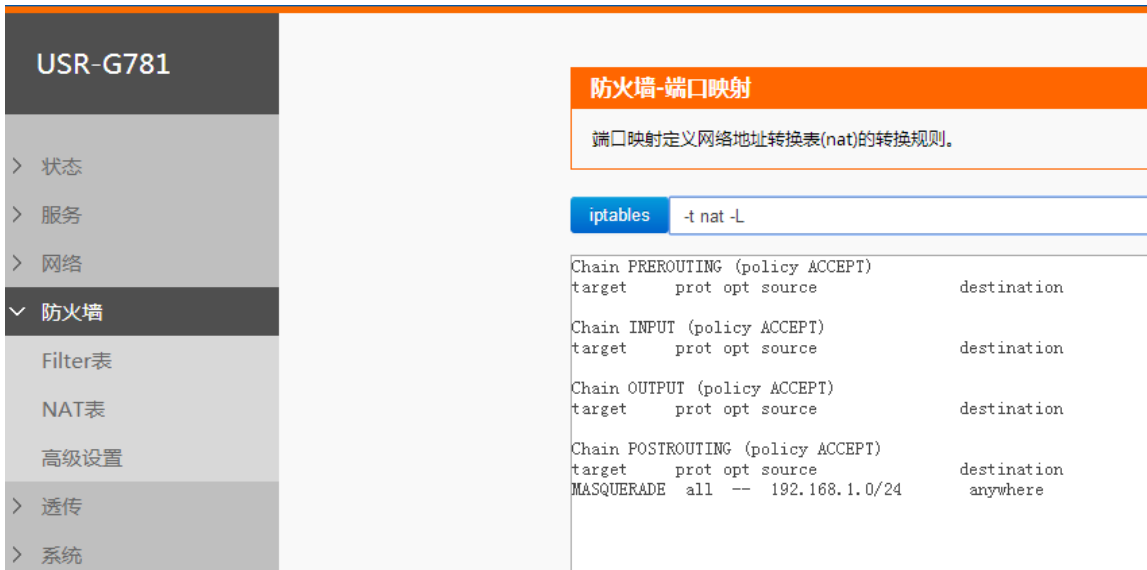 USR-G781
状态
服务
网络
防火墙
Filter表
NAT表
高级设置
透传
系统
防火墙-端口映射
端口映射定义网络地址转换表(nat)的转换规则。
iptables -t nat -L
Chain PREROUTING (policy ACCEPT)
target prot opt source destination
Chain INPUT (policy ACCEPT)
target prot opt source destination
Chain OUTPUT (policy ACCEPT)
target prot opt source destination
Chain POSTROUTING (policy ACCEPT)
target prot opt source destination
MASQUERADE all -- 192.168.1.0/24 anywhere